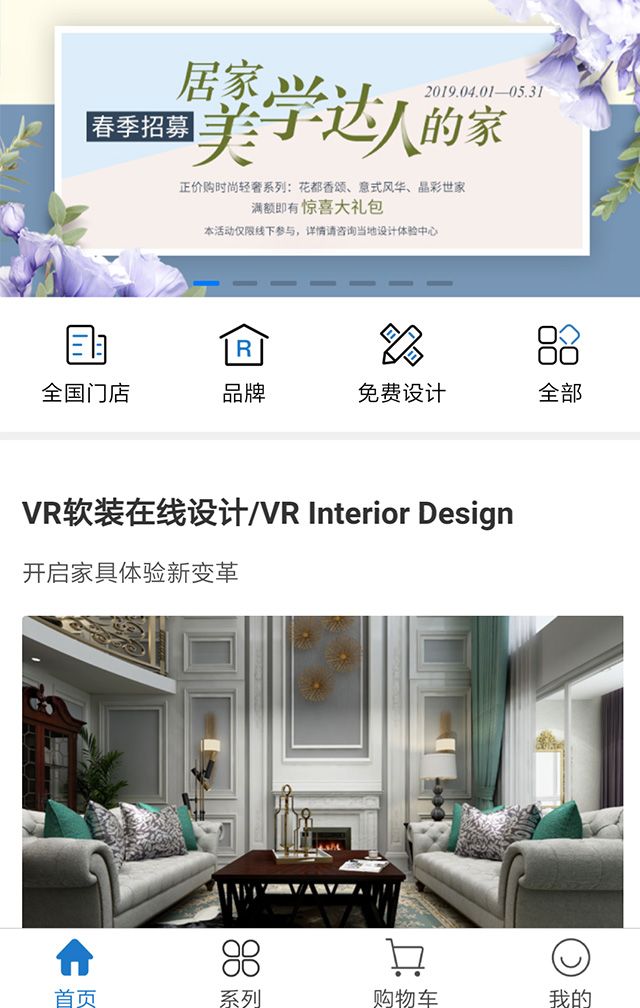 居家美学达人的家
2019.04.01—05.31
春季招募
正价购时尚轻奢系列：花都香颂、意式风华、晶彩世家
满额即有惊喜大礼包
本活动仅限线下参与，详情请咨询当地设计体验中心
全国门店
R
品牌
免费设计
全部
VR软装在线设计/VR Interior Design
开启家具体验新变革
首页
系列
购物车
我的